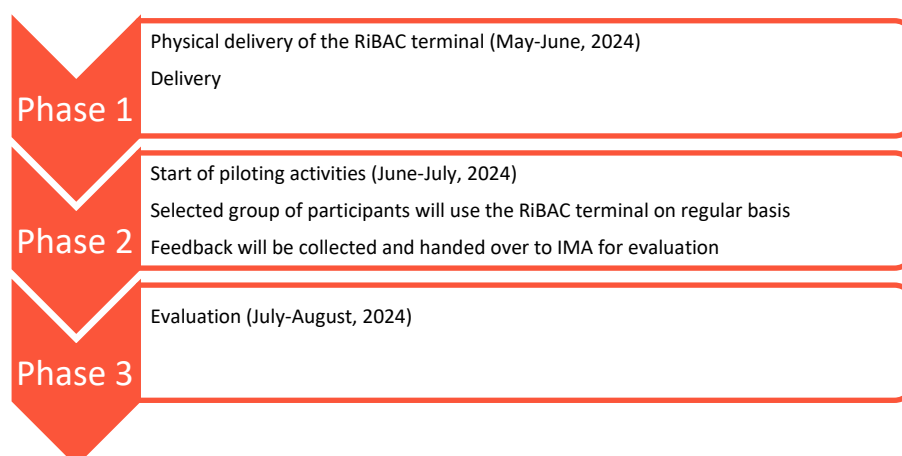 Phase 1
Physical delivery of the RiBAC terminal (May-June, 2024)
Delivery
Phase 2
Start of piloting activities (June-July, 2024)
Selected group of participants will use the RiBAC terminal on regular basis
Feedback will be collected and handed over to IMA for evaluation
Phase 3
Evaluation (July-August, 2024)